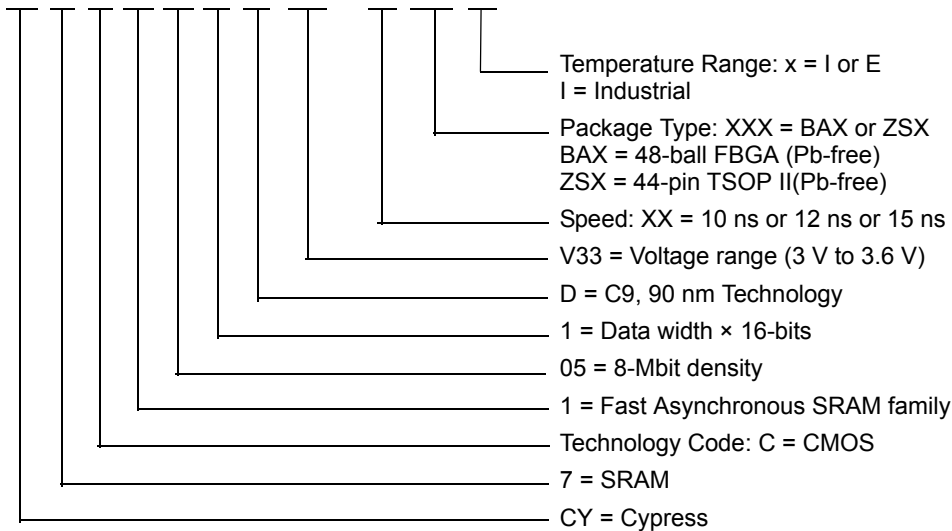 Temperature Range: x = I or E
I = Industrial
Package Type: XXX = BAX or ZSX
BAX = 48-ball FBGA (Pb-free)
ZSX = 44-pin TSOP II(Pb-free)
Speed: XX = 10 ns or 12 ns or 15 ns
V33 = Voltage range (3 V to 3.6 V)
D = C9, 90 nm Technology
1 = Data width × 16-bits
05 = 8-Mbit density
1 = Fast Asynchronous SRAM family
Technology Code: C = CMOS
7 = SRAM
CY = Cypress